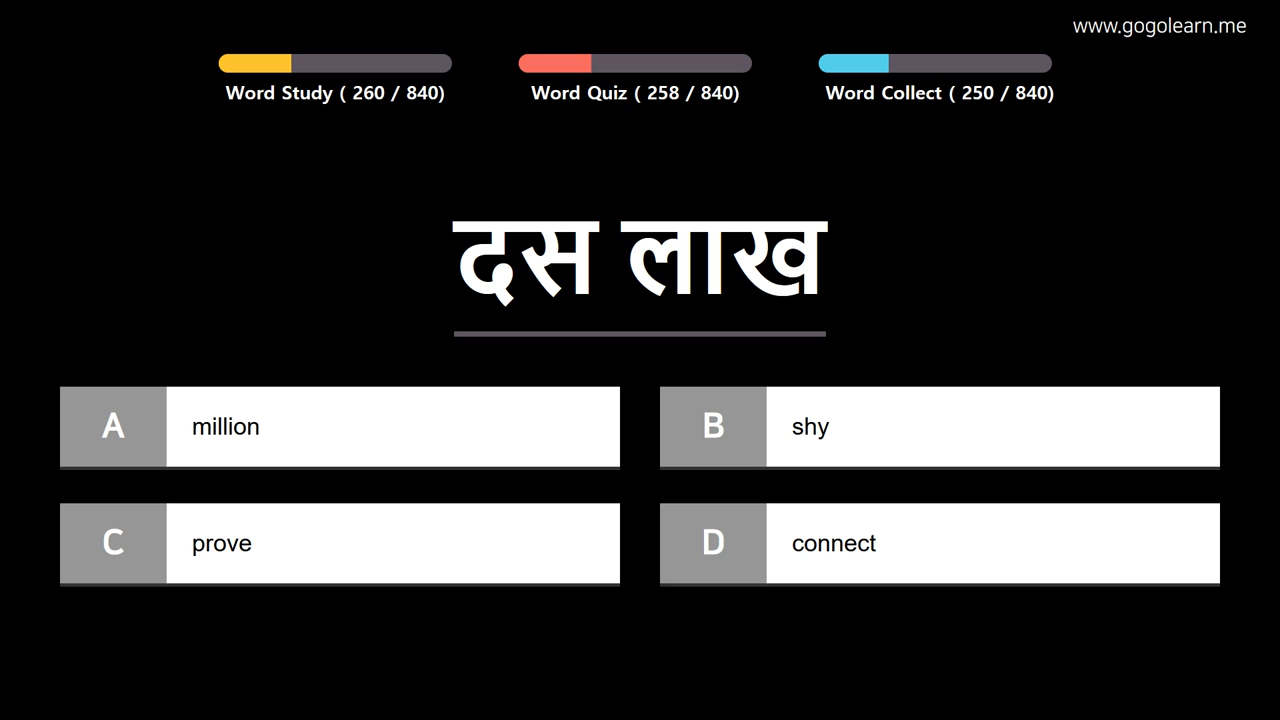 www.gogolearn.me
Word Study ( 260 / 840)
Word Quiz ( 258 / 840)
Word Collect ( 250 / 840)
दस लाख
A million
B shy
C prove
D connect